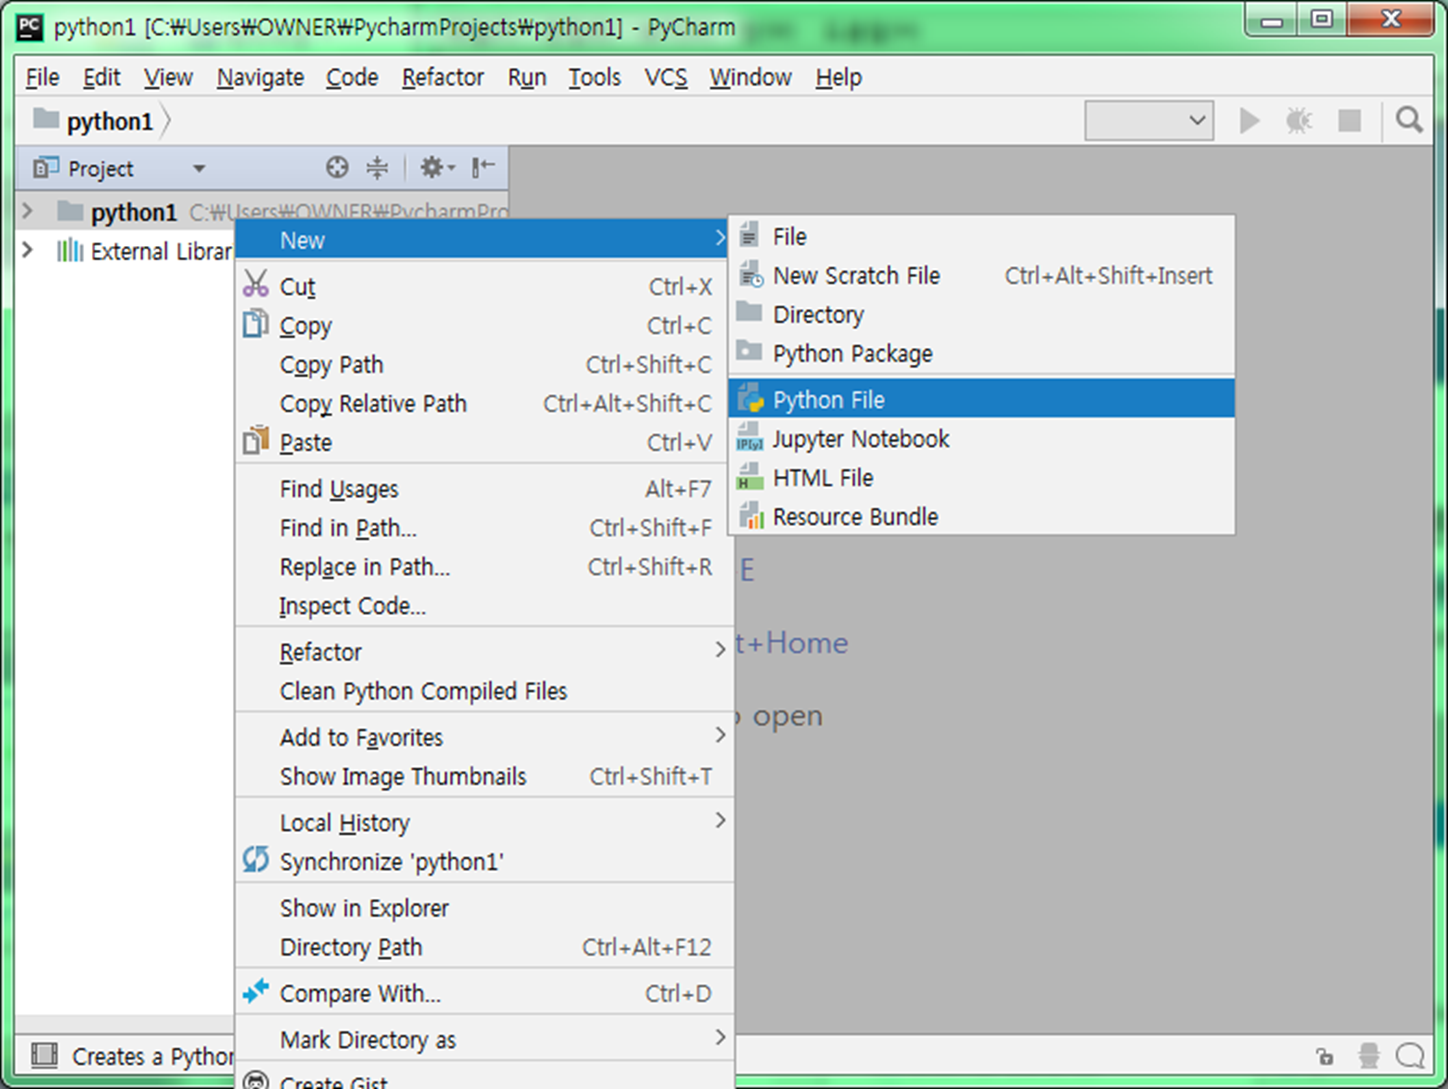 PC python1 [C:₩Users₩OWNER₩PycharmProjects₩python1] - PyCharm
File Edit View Navigate Code Refactor Run Tools VCS Window Help
python1
Project
python1 C:₩Users₩OWNER₩PycharmPro
External Librar
New
Cut Ctrl+X
Copy Ctrl+C
Copy Path Ctrl+Shift+C
Copy Relative Path Ctrl+Alt+Shift+C
Paste Ctrl+V
Find Usages Alt+F7
Find in Path... Ctrl+Shift+F
Replace in Path... Ctrl+Shift+R
Inspect Code...
Refactor
Clean Python Compiled Files
Add to Favorites
Show Image Thumbnails Ctrl+Shift+T
Local History
Synchronize 'python1'
Show in Explorer
Directory Path Ctrl+Alt+F12
Compare With... Ctrl+D
Mark Directory as
Create Gist
File
New Scratch File Ctrl+Alt+Shift+Insert
Directory
Python Package
Python File
IP[y] Jupyter Notebook
H HTML File
Resource Bundle
E
t+Home
open
Creates a Python